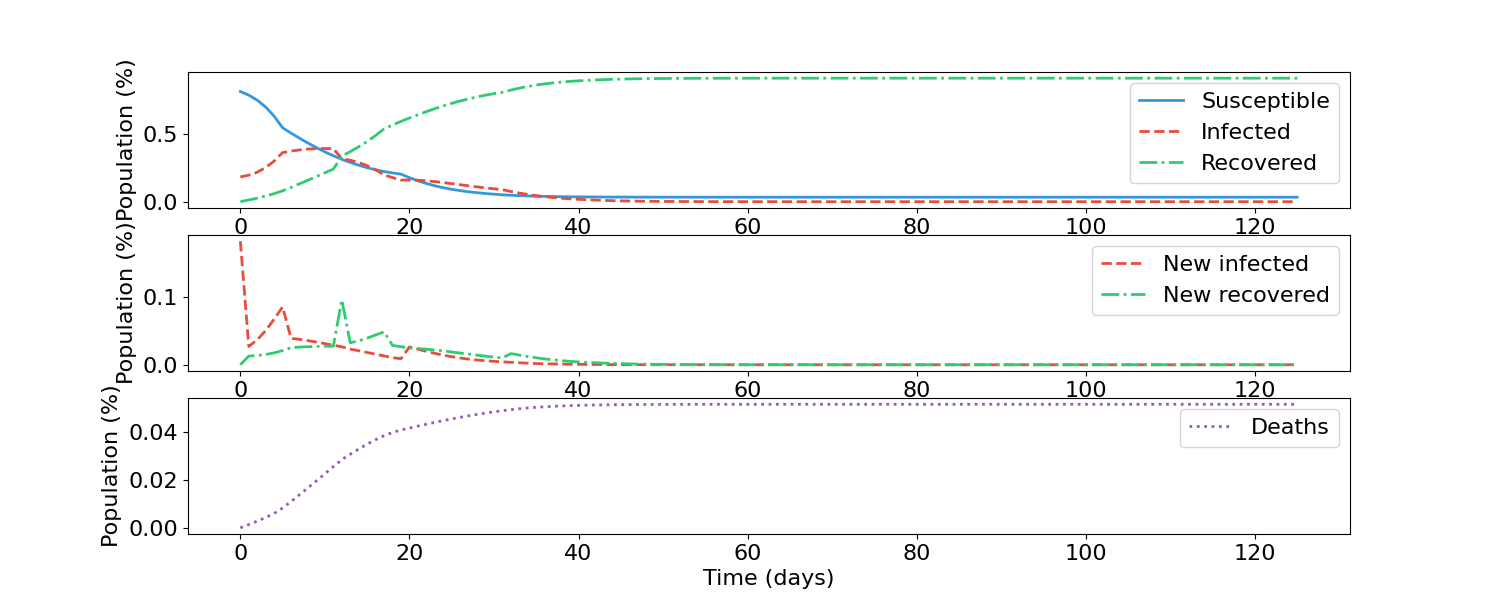 Population (%)
0.5
0.0
Susceptible
Infected
Recovered
0 20 40 60 80 100 120
Population (%)
0.1
0.0
New infected
New recovered
0 20 40 60 80 100 120
Population (%)
0.04
0.02
0.00
Deaths
0 20 40 60 80 100 120
Time (days)